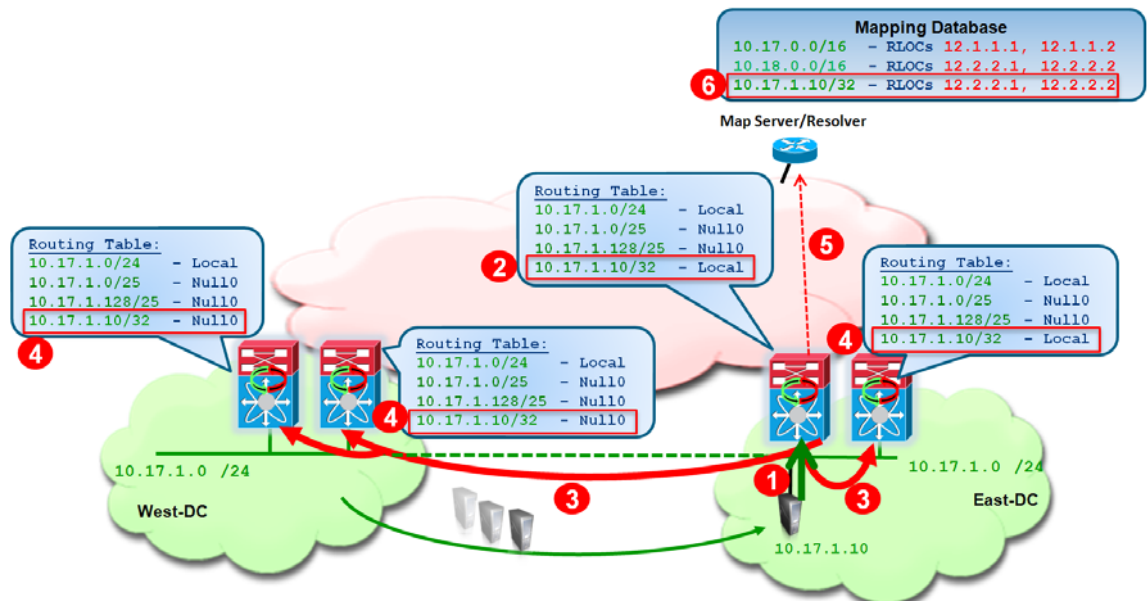 Mapping Database
10.17.0.0/16 - RLOCs 12.1.1.1, 12.1.1.2
10.18.0.0/16 - RLOCs 12.2.2.1, 12.2.2.2
6 10.17.1.10/32 - RLOCs 12.2.2.1, 12.2.2.2
Map Server/Resolver
Routing Table:
10.17.1.0/24 - Local
10.17.1.0/25 - Null0
10.17.1.128/25 - Null0
2 10.17.1.10/32 - Local
5
Routing Table:
10.17.1.0/24 - Local
10.17.1.0/25 - Null0
10.17.1.128/25 - Null0
10.17.1.10/32 - Null0
4
Routing Table:
10.17.1.0/24 - Local
10.17.1.0/25 - Null0
10.17.1.128/25 - Null0
4 10.17.1.10/32 - Local
Routing Table:
10.17.1.0/24 - Local
10.17.1.0/25 - Null0
10.17.1.128/25 - Null0
4 10.17.1.10/32 - Null0
10.17.1.0 /24
West-DC
3
1
3
10.17.1.0 /24
East-DC
10.17.1.10